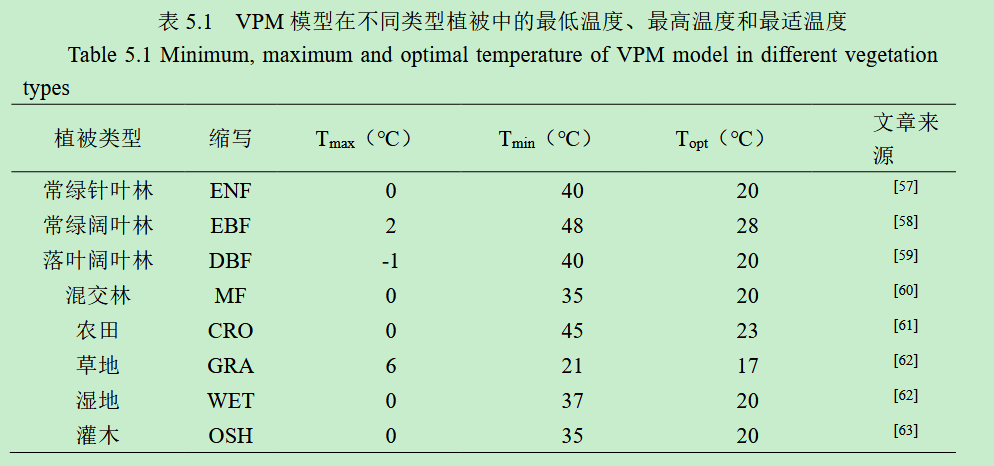 表 5.1 VPM 模型在不同类型植被中的最低温度、最高温度和最适温度
Table 5.1 Minimum, maximum and optimal temperature of VPM model in different vegetation
types
植被类型 缩写 Tmax（℃） Tmin（℃） Topt（℃） 文章来
源
常绿针叶林 ENF 0 40 20 [57]
常绿阔叶林 EBF 2 48 28 [58]
落叶阔叶林 DBF -1 40 20 [59]
混交林 MF 0 35 20 [60]
农田 CRO 0 45 23 [61]
草地 GRA 6 21 17 [62]
湿地 WET 0 37 20 [62]
灌木 OSH 0 35 20 [63]